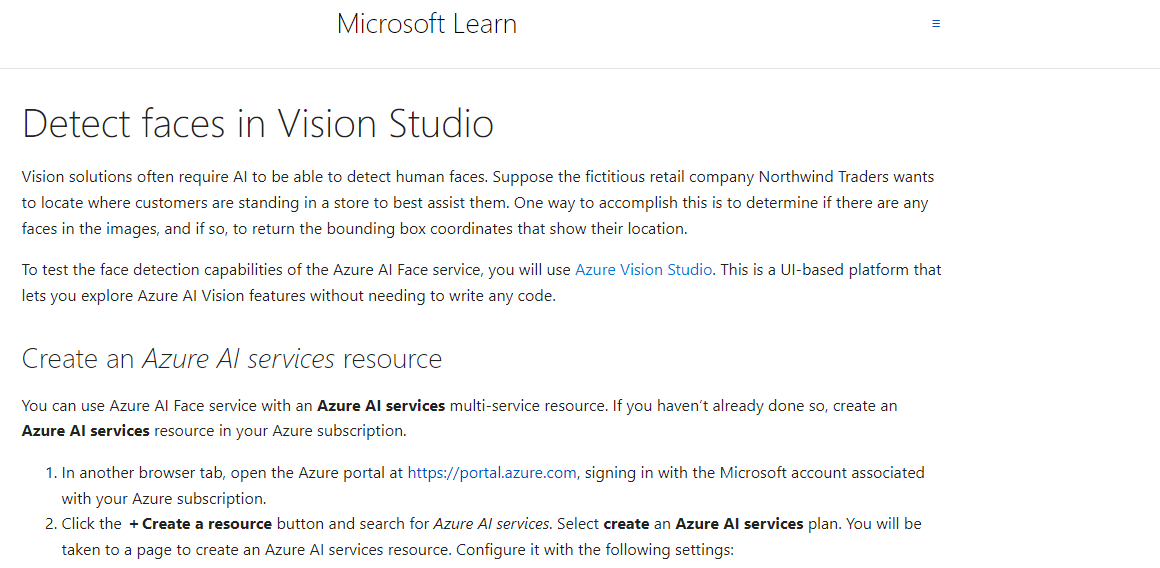 Microsoft Learn
≡
Detect faces in Vision Studio
Vision solutions often require AI to be able to detect human faces. Suppose the fictitious retail company Northwind Traders wants
to locate where customers are standing in a store to best assist them. One way to accomplish this is to determine if there are any
faces in the images, and if so, to return the bounding box coordinates that show their location.
To test the face detection capabilities of the Azure AI Face service, you will use Azure Vision Studio. This is a UI-based platform that
lets you explore Azure AI Vision features without needing to write any code.
Create an Azure AI services resource
You can use Azure AI Face service with an Azure AI services multi-service resource. If you haven’t already done so, create an
Azure AI services resource in your Azure subscription.
1. In another browser tab, open the Azure portal at https://portal.azure.com, signing in with the Microsoft account associated
with your Azure subscription.
2. Click the +Create a resource button and search for Azure AI services. Select create an Azure AI services plan. You will be
taken to a page to create an Azure AI services resource. Configure it with the following settings: